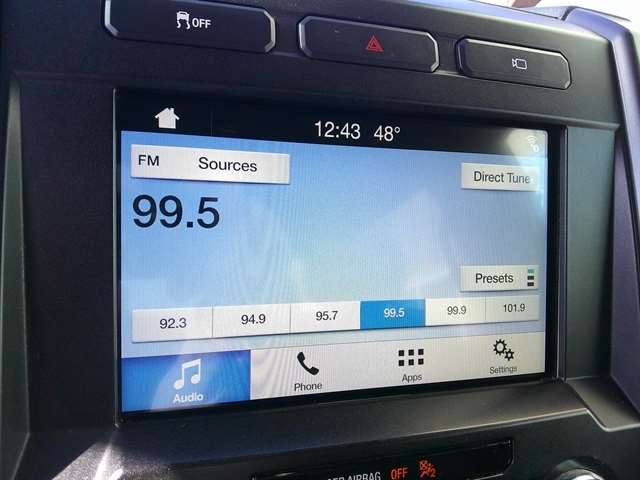 OFF
12:43 48°
FM Sources
Direct Tune
99.5
Presets
92.3 94.9 95.7 99.5 99.9 101.9
Audio Phone Apps Settings
AIRBAG OFF